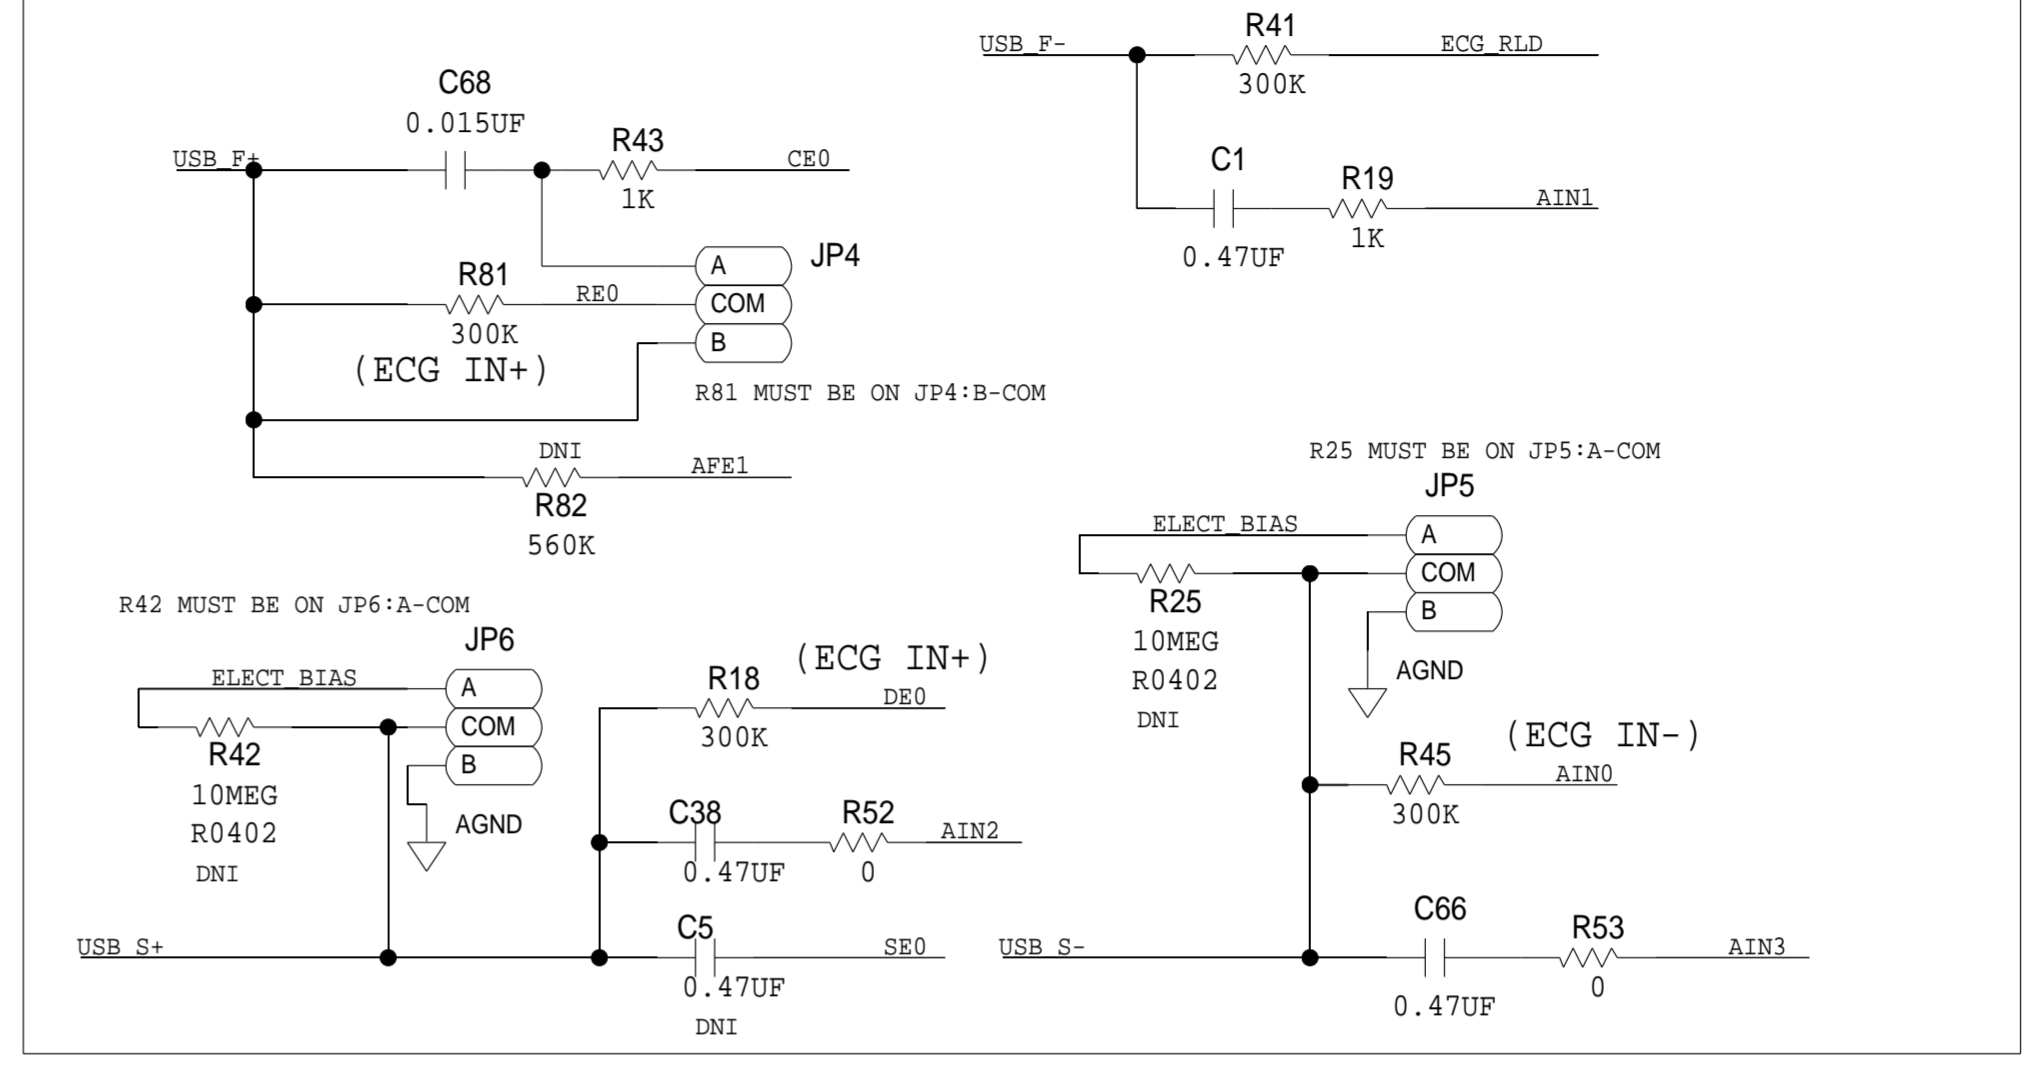 USB_F-
R41
300K
ECG_RLD
C1
0.47UF
R19
1K
AIN1
C68
0.015UF
USB_F+
R43
1K
CE0
JP4
A
COM
B
R81
300K
RE0
(ECG IN+)
R81 MUST BE ON JP4:B-COM
DNI
R82
560K
AFE1
R25 MUST BE ON JP5:A-COM
JP5
ELECT_BIAS
A
COM
B
R25
10MEG
R0402
DNI
AGND
(ECG IN-)
R45
300K
AIN0
R42 MUST BE ON JP6:A-COM
JP6
ELECT_BIAS
A
COM
B
R42
10MEG
R0402
DNI
AGND
(ECG IN+)
R18
300K
DE0
C38
0.47UF
R52
0
AIN2
USB_S+
C5
0.47UF
DNI
SE0
USB_S-
C66
0.47UF
R53
0
AIN3